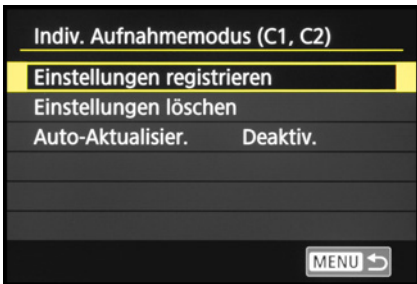 Indiv. Aufnahmemodus (C1, C2)
Einstellungen registrieren
Einstellungen löschen
Auto-Aktualisier. Deaktiv.
MENU